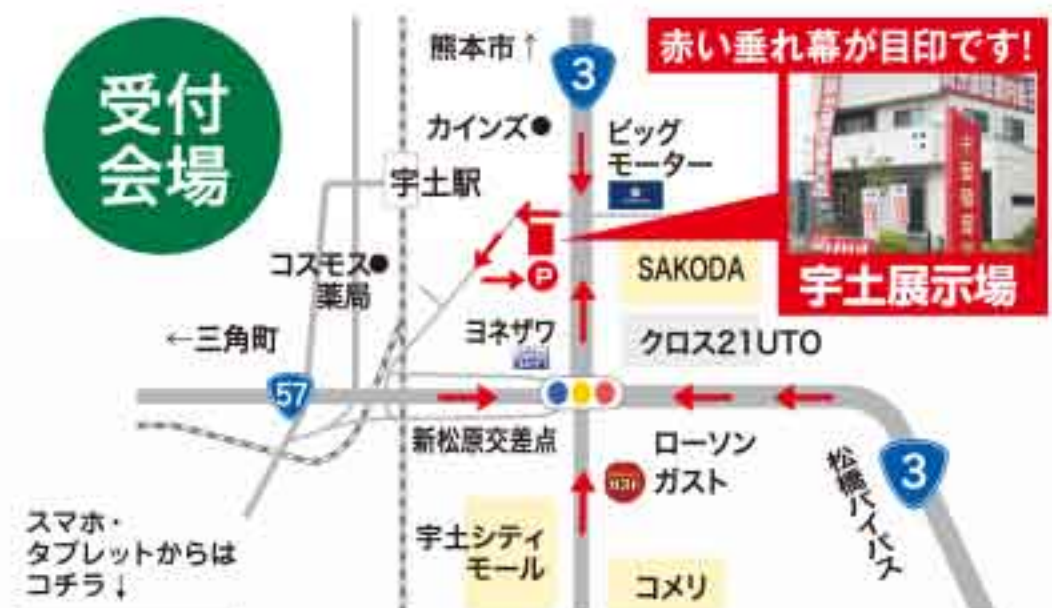 受付
会場
熊本市↑
3
赤い垂れ幕が目印です!
カインズ●
ビッグ
モーター
宇土駅
コスモス●
薬局
P
SAKODA
宇土展示場
←三角町
ヨネザワ
クロス21UTO
57
新松原交差点
ローソン
ガスト
松橋バイパス
3
スマホ・
タブレットからは
コチラ↓
宇土シティ
モール
コメリ